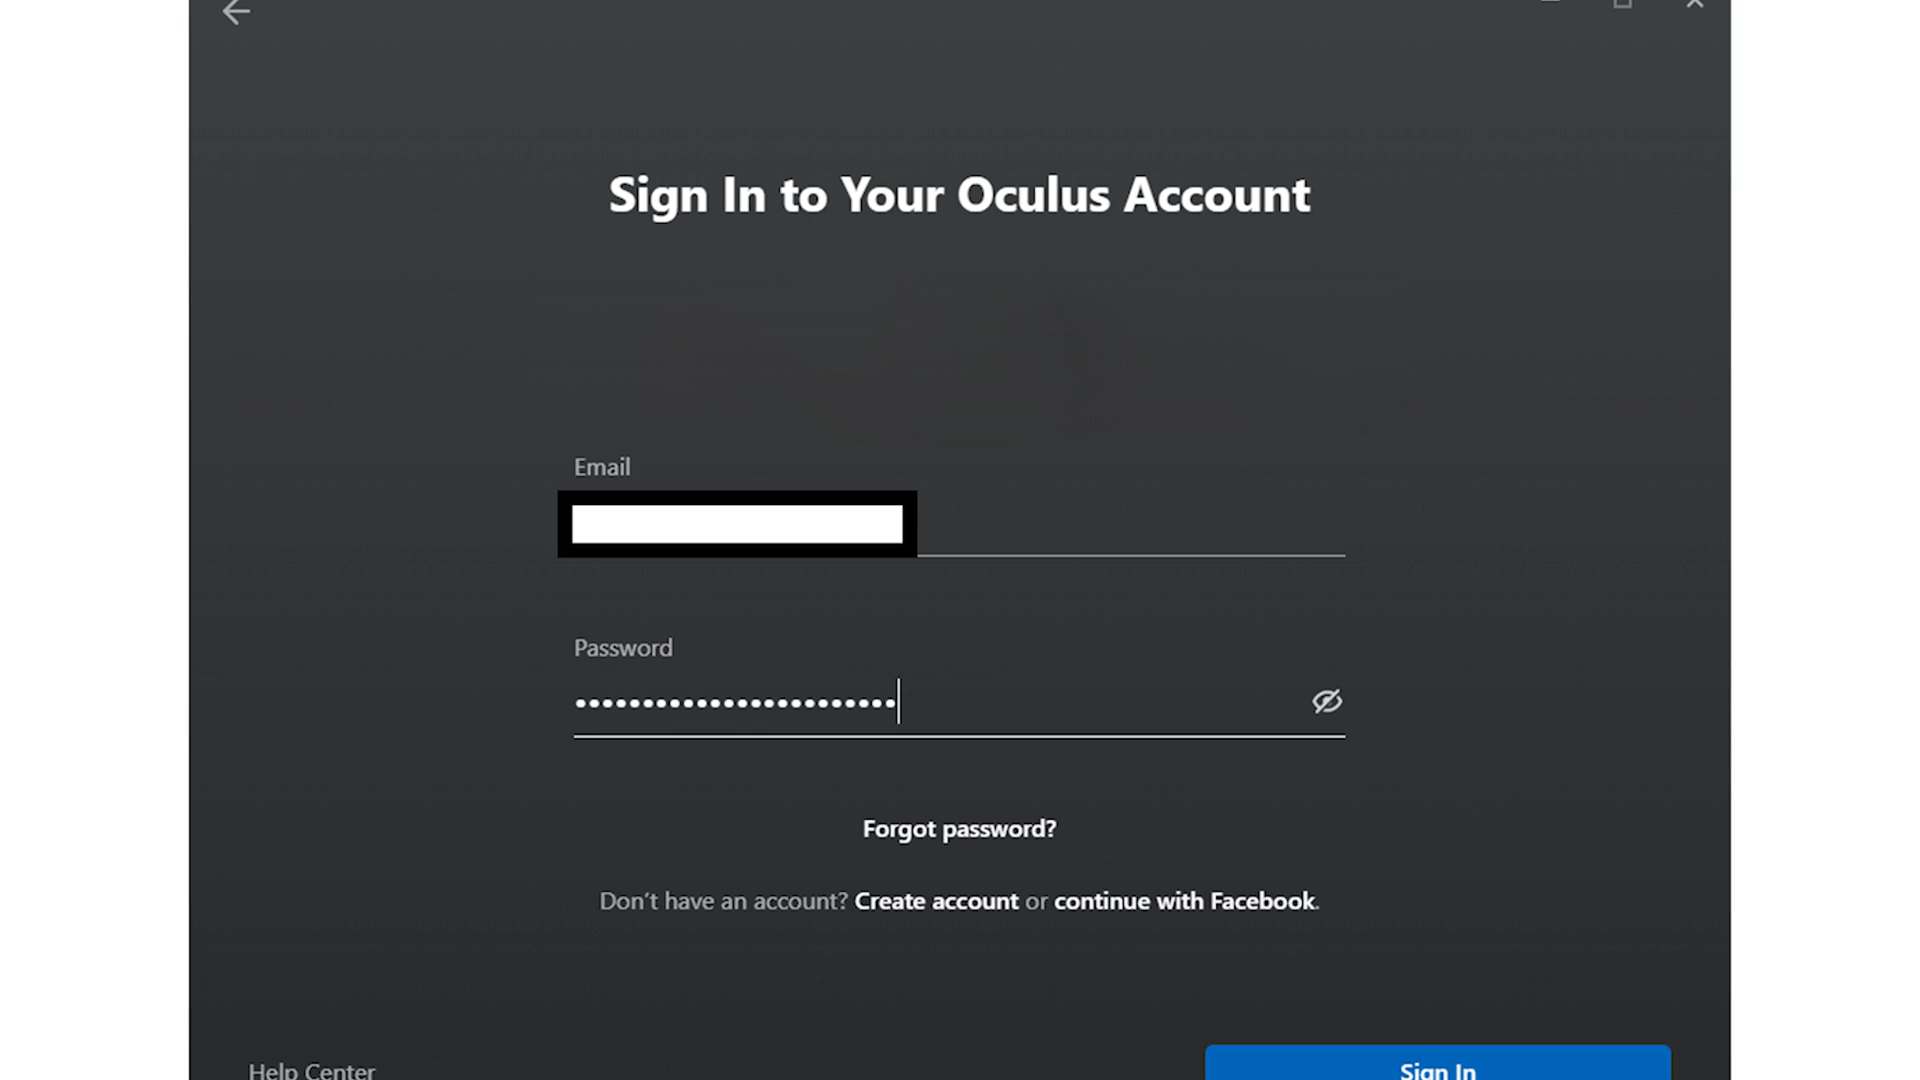 Sign In to Your Oculus Account
Email
Password
••••••••••••••••••••••••
Forgot password?
Don't have an account? Create account or continue with Facebook.
Help Center
Sign In